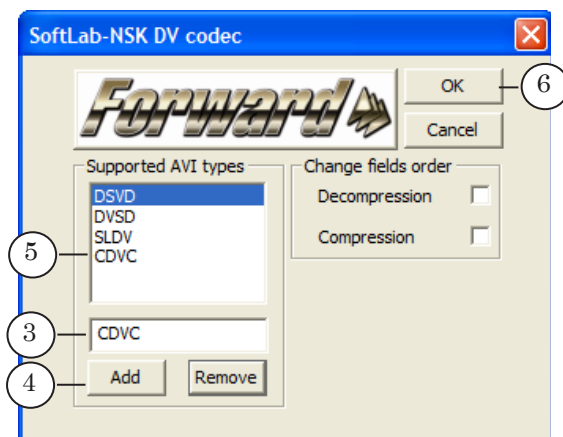 SoftLab-NSK DV codec
Forward
OK
6
Cancel
Supported AVI types
Change fields order
DSVD
DVSD
SLDV
CDVC
Decompression
Compression
5
3
CDVC
4
Add
Remove